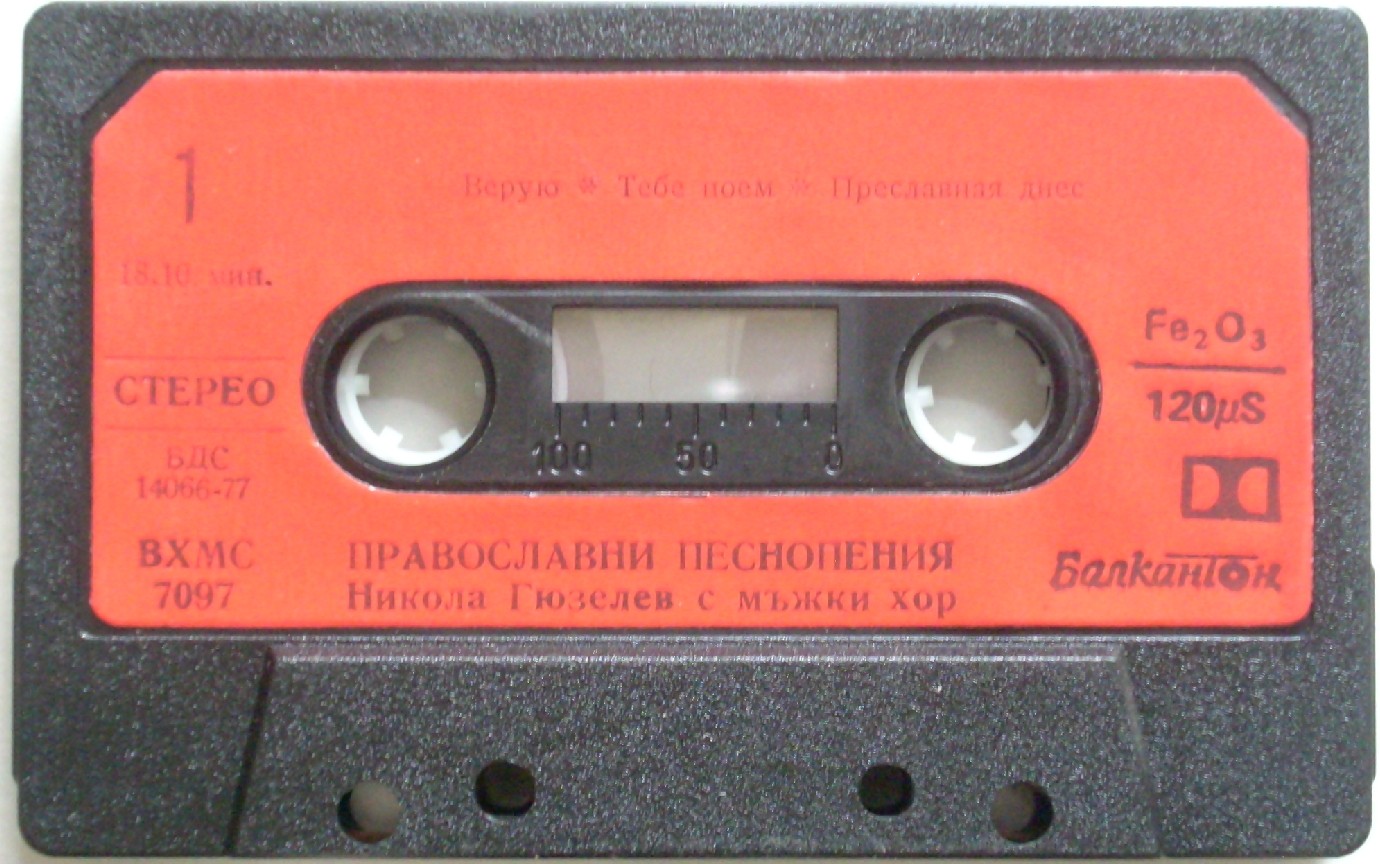 1
Верую * Тебе поем * Преславная днес
18.10 мин.
СТЕРЕО
БДС
14066-77
ВХМС
7097
100 50 0
Fe₂O₃
120µS
ПРАВОСЛАВНИ ПЕСНОПЕНИЯ
Никола Гюзелев с мъжки хор
Балкантон